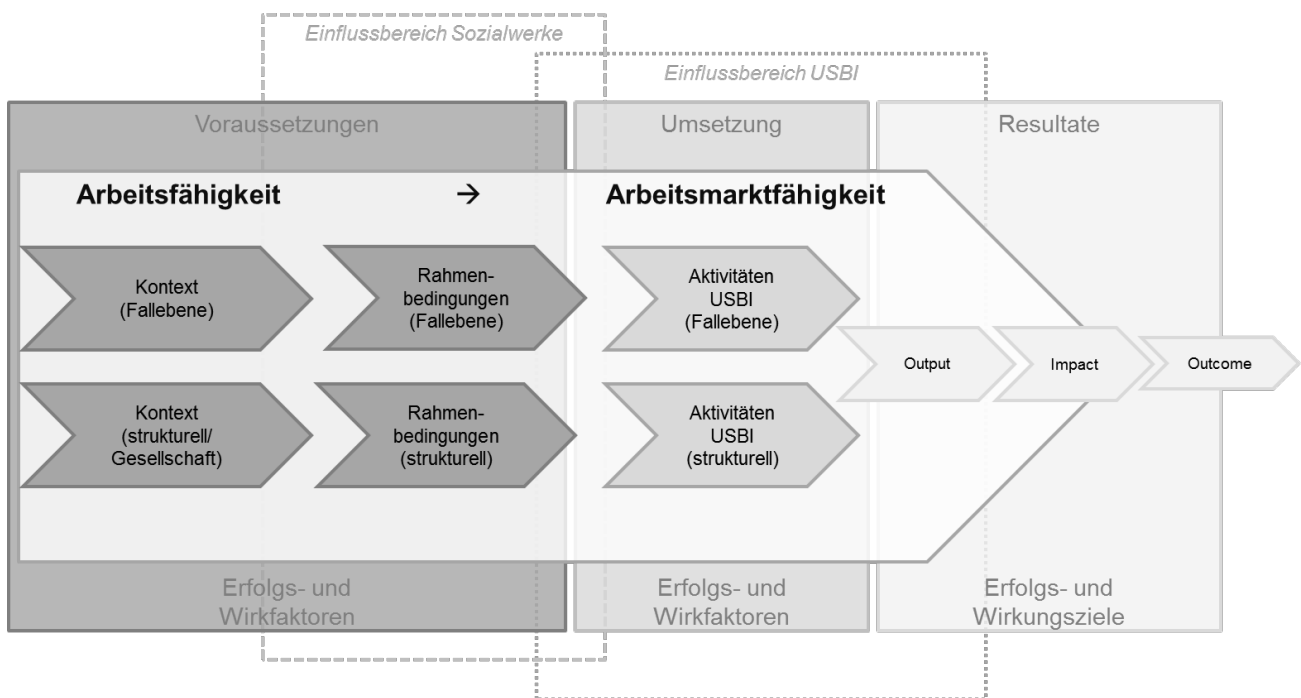 Einflussbereich Sozialwerke
Einflussbereich USBI
Voraussetzungen
Umsetzung
Resultate
Arbeitsfähigkeit → Arbeitsmarktfähigkeit
Kontext
(Fallebene)
Rahmen-
bedingungen
(Fallebene)
Aktivitäten
USBI
(Fallebene)
Output
Impact
Outcome
Kontext
(strukturell/
Gesellschaft)
Rahmen-
bedingungen
(strukturell)
Aktivitäten
USBI
(strukturell)
Erfolgs- und
Wirkfaktoren
Erfolgs- und
Wirkfaktoren
Erfolgs- und
Wirkungsziele